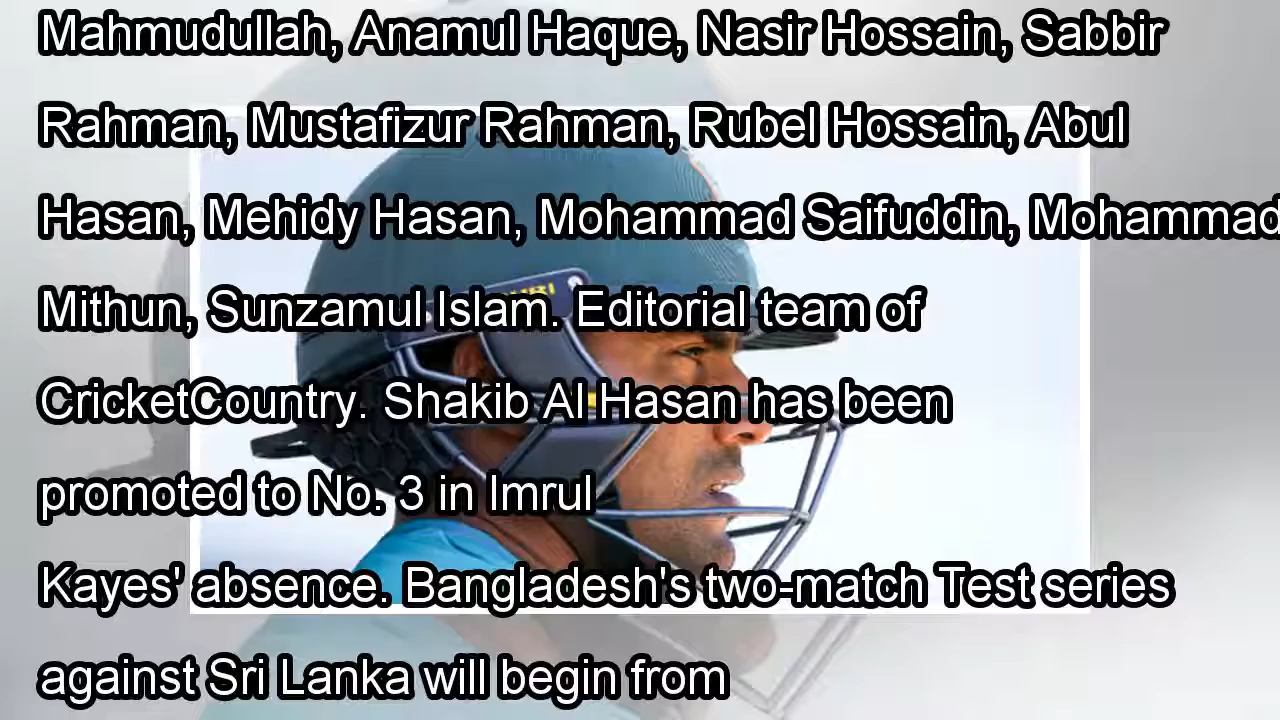 Mahmudullah, Anamul Haque, Nasir Hossain, Sabbir
Rahman, Mustafizur Rahman, Rubel Hossain, Abul
Hasan, Mehidy Hasan, Mohammad Saifuddin, Mohammad
Mithun, Sunzamul Islam. Editorial team of
CricketCountry. Shakib Al Hasan has been
promoted to No. 3 in Imrul
Kayes' absence. Bangladesh's two-match Test series
against Sri Lanka will begin from